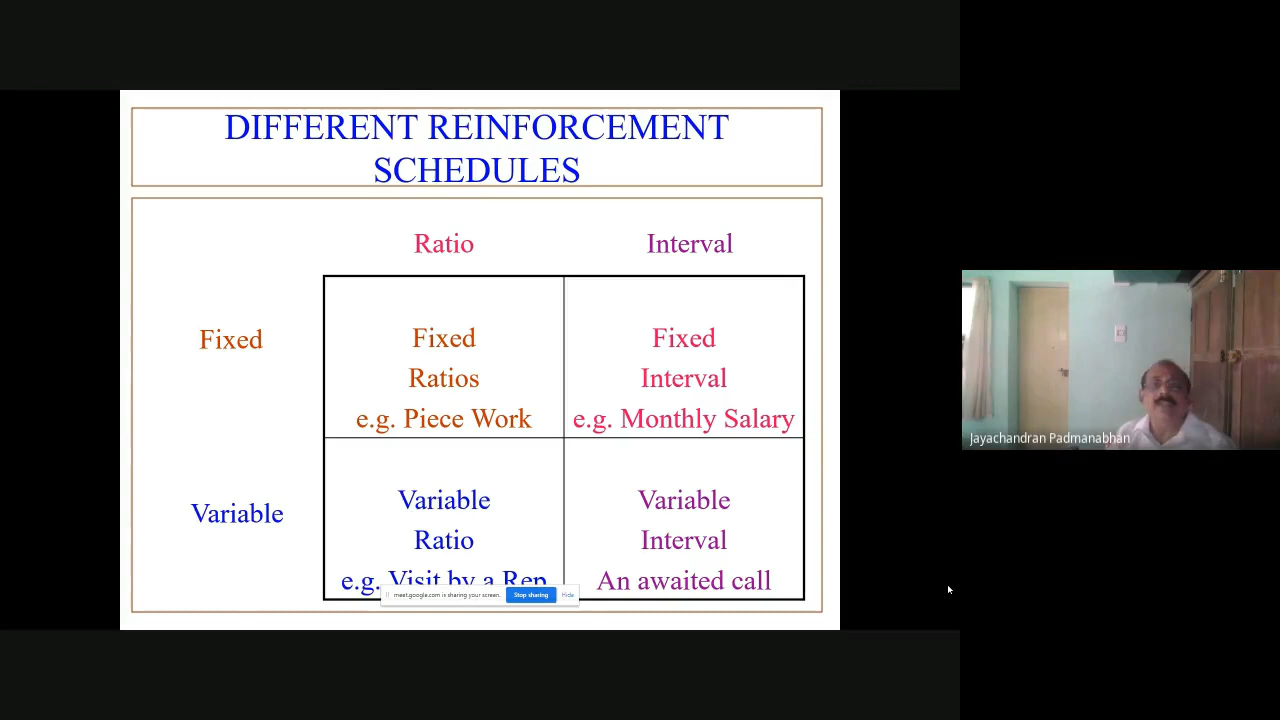 DIFFERENT REINFORCEMENT
SCHEDULES
Ratio
Interval
Fixed
Fixed
Ratios
e.g. Piece Work
Fixed
Interval
e.g. Monthly Salary
Variable
Variable
Ratio
e.g. Visit by a Rep
Variable
Interval
An awaited call
meet.google.com is sharing your screen.
Stop sharing
Hide
Jayachandran Padmanabhan